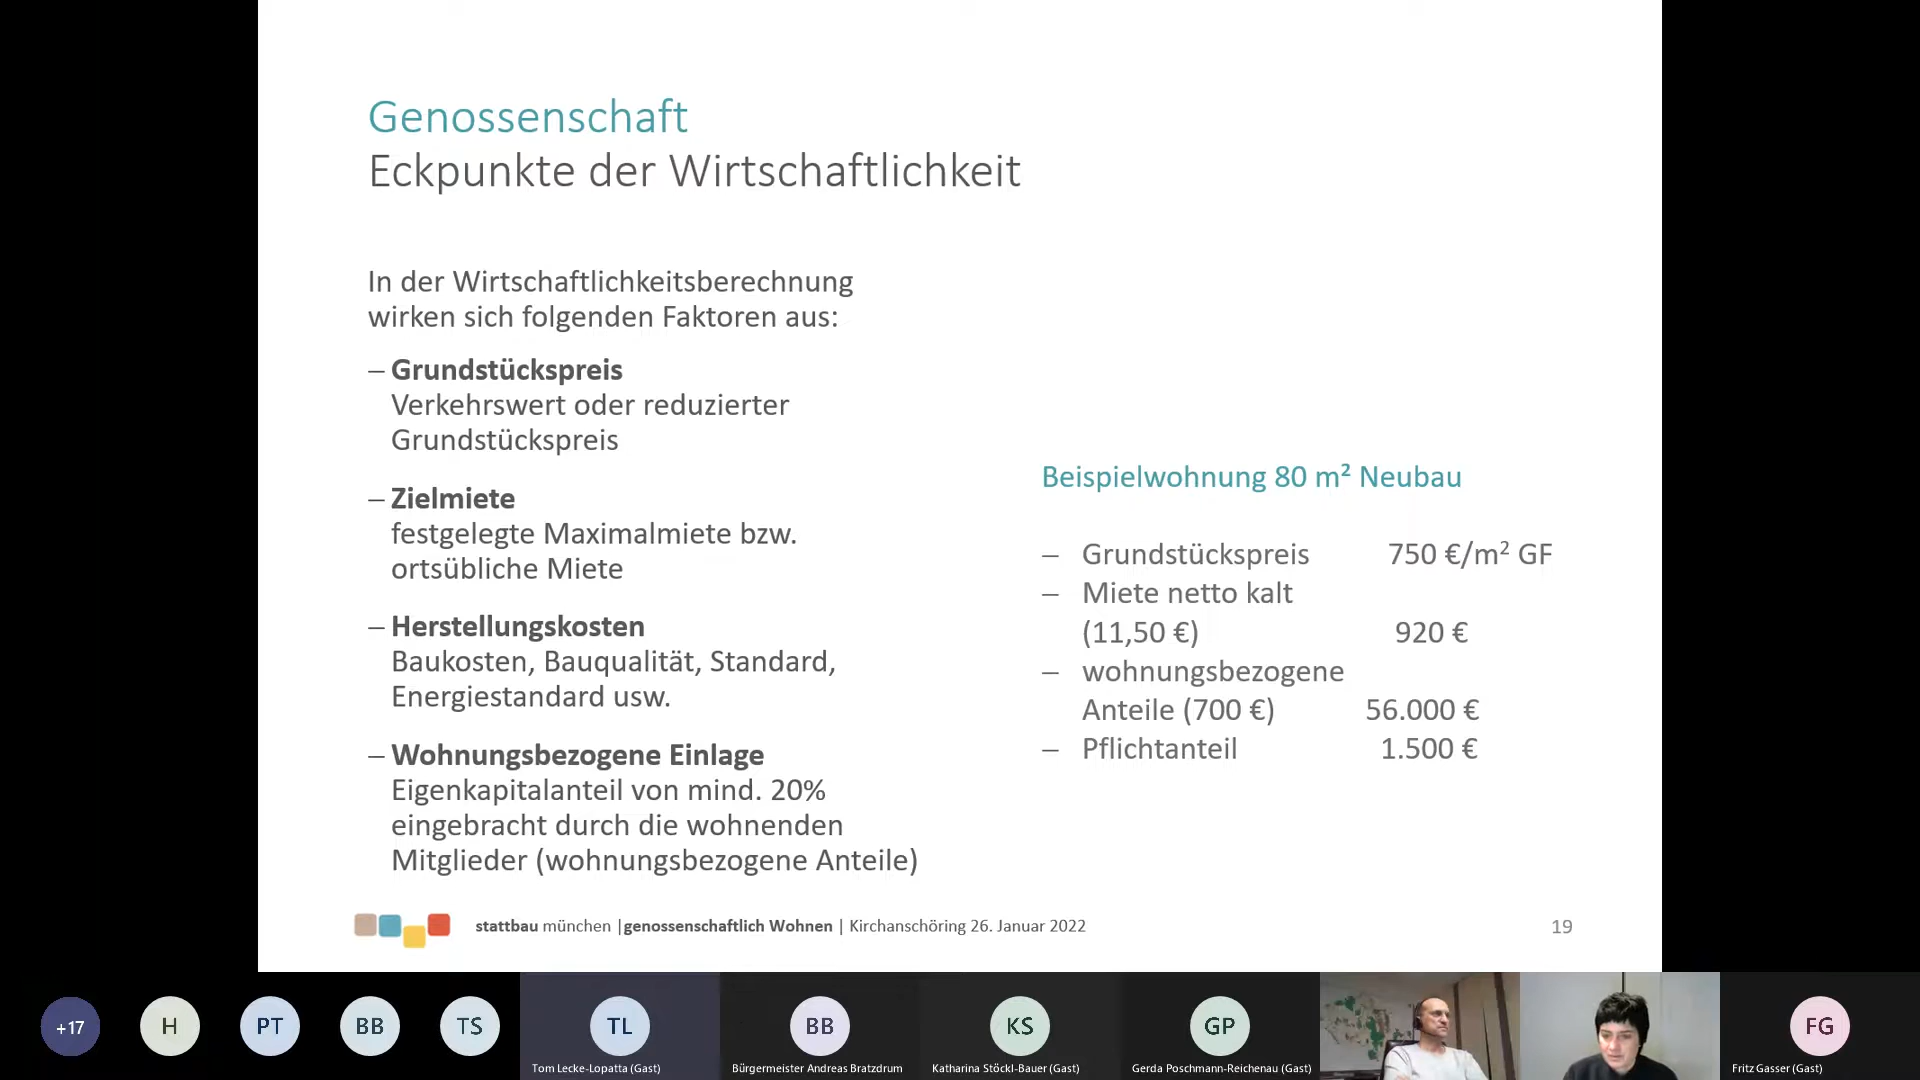 Genossenschaft
Eckpunkte der Wirtschaftlichkeit
In der Wirtschaftlichkeitsberechnung
wirken sich folgenden Faktoren aus:
– Grundstückspreis
Verkehrswert oder reduzierter
Grundstückspreis
– Zielmiete
festgelegte Maximalmiete bzw.
ortsübliche Miete
– Herstellungskosten
Baukosten, Bauqualität, Standard,
Energiestandard usw.
– Wohnungsbezogene Einlage
Eigenkapitalanteil von mind. 20%
eingebracht durch die wohnenden
Mitglieder (wohnungsbezogene Anteile)
Beispielwohnung 80 m² Neubau
– Grundstückspreis 750 €/m² GF
– Miete netto kalt
(11,50 €) 920 €
– wohnungsbezogene
Anteile (700 €) 56.000 €
– Pflichtanteil 1.500 €
stattbau münchen |genossenschaftlich Wohnen | Kirchanschöring 26. Januar 2022
19
+17
H
PT
BB
TS
TL
Tom Lecke-Lopatta (Gast)
BB
Bürgermeister Andreas Bratzdrum
KS
Katharina Stöckl-Bauer (Gast)
GP
Gerda Poschmann-Reichenau (Gast)
FG
Fritz Gasser (Gast)